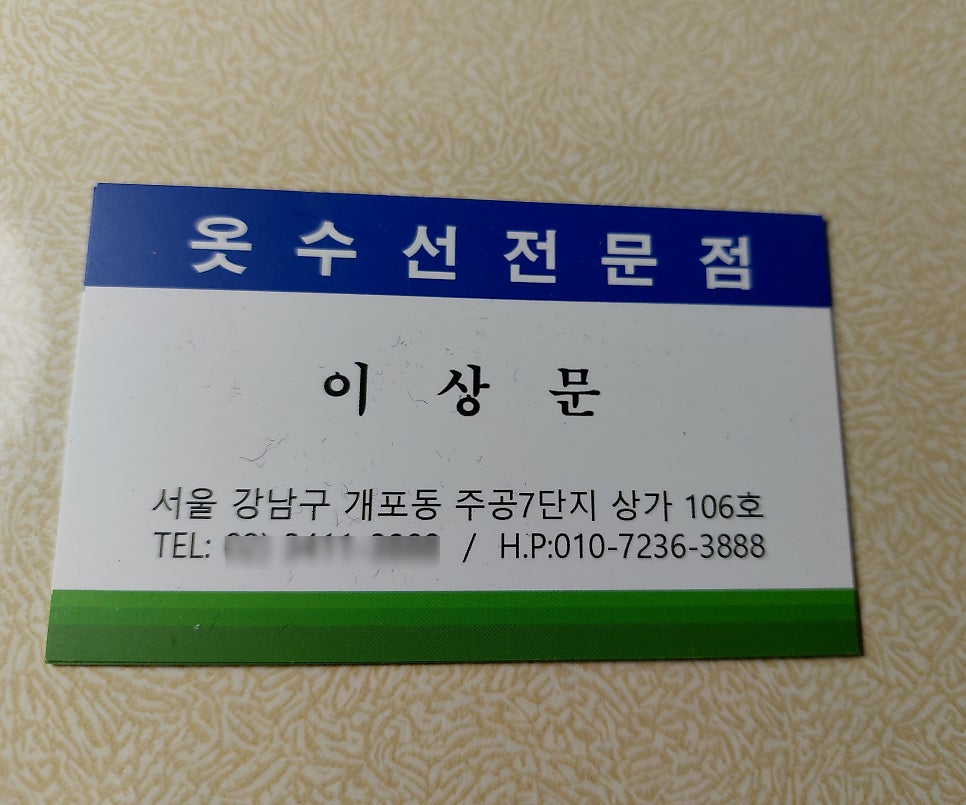 옷수선전문점
이상문
서울 강남구 개포동 주공7단지 상가 106호
TEL: / H.P:010-7236-3888